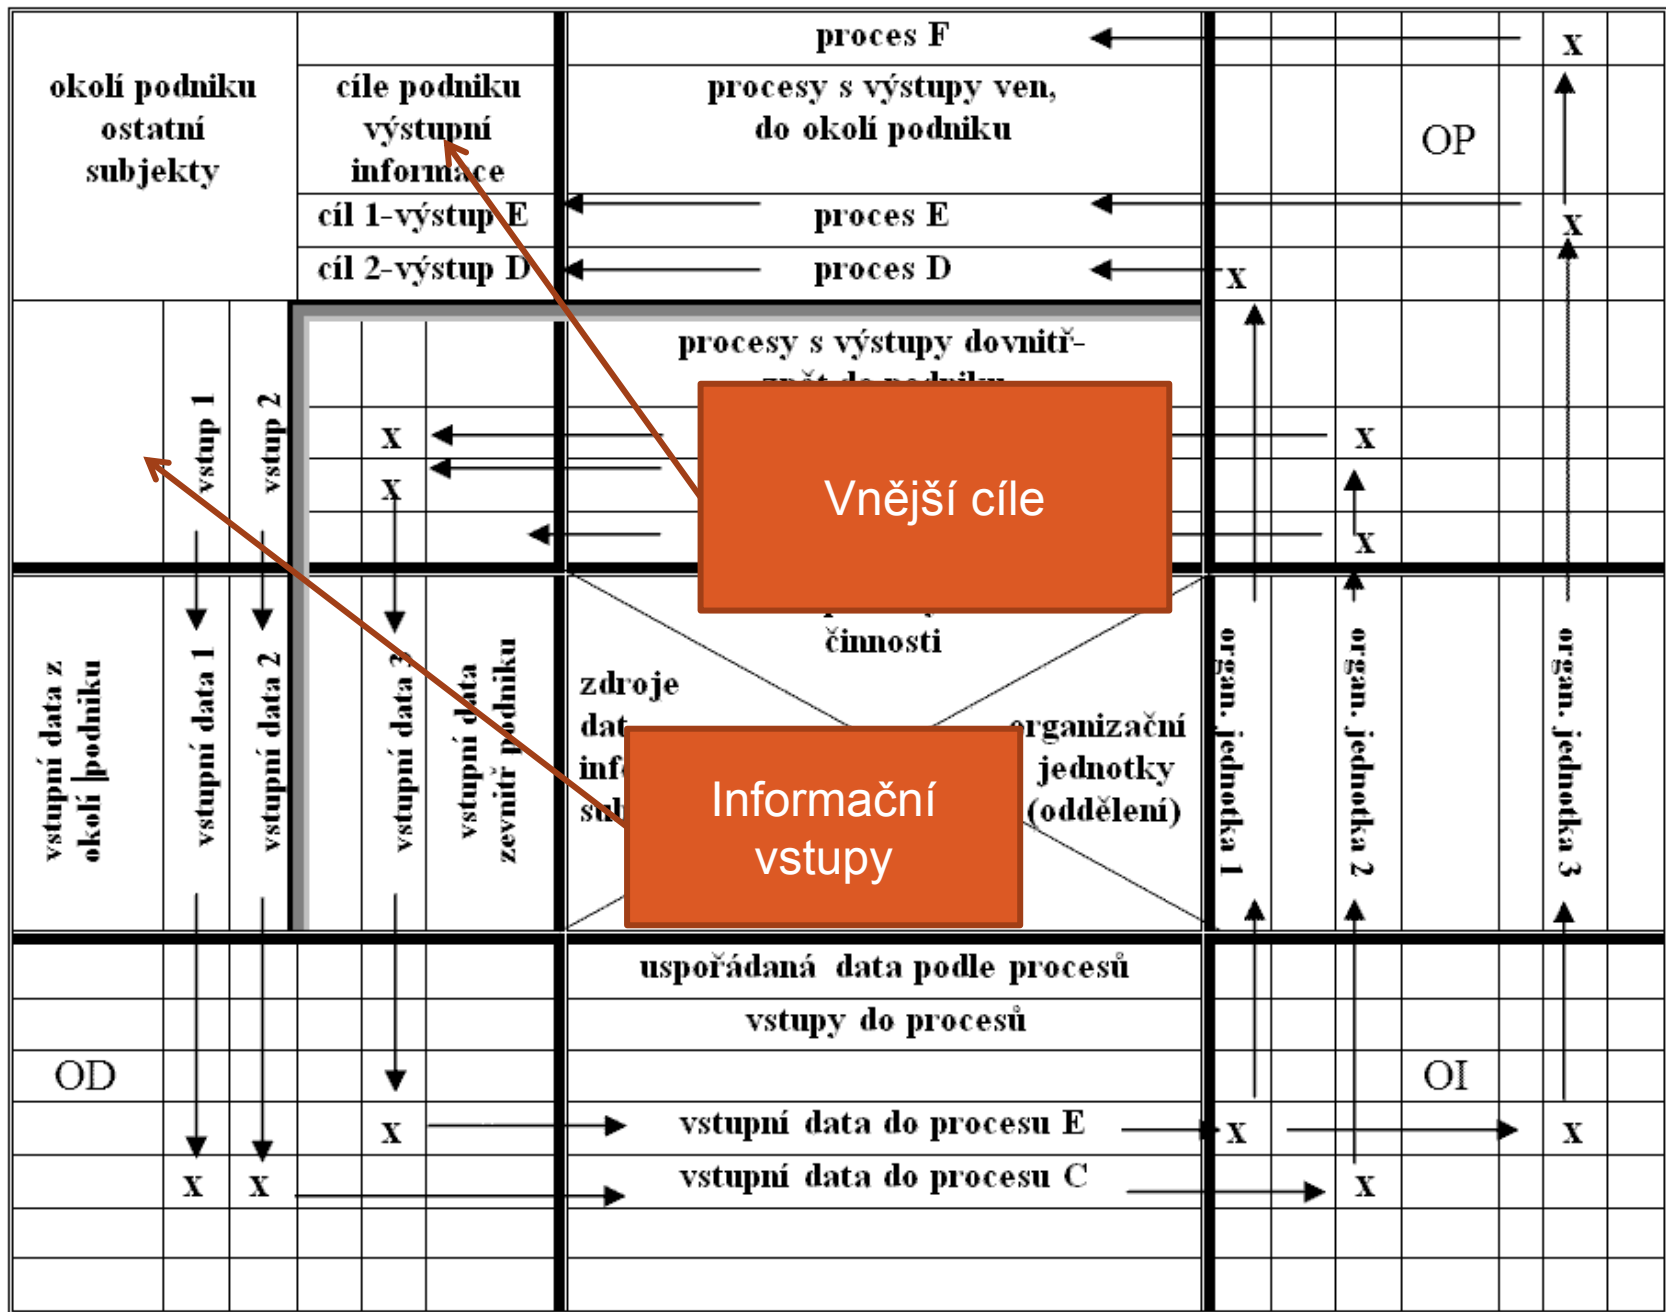 proces F
x
okolí podniku
ostatní
subjekty
cíle podniku
výstupní
informace
procesy s výstupy ven,
do okolí podniku
OP
cíl 1-výstup E
proces E
x
cíl 2-výstup D
proces D
x
procesy s výstupy dovnitř-
zpět do podniku
vstup 1
vstup 2
x
x
x
x
Vnější cíle
činnosti
vstupní data z
okolí podniku
vstupní data 1
vstupní data 2
vstupní data 3
vstupní data
zevnitř podniku
zdroje
organizační
jednotky
(oddělení)
Informační
vstupy
organ. jednotka 1
organ. jednotka 2
organ. jednotka 3
uspořádaná data podle procesů
vstupy do procesů
OD
OI
x
vstupní data do procesu E
x
x
x
x
vstupní data do procesu C
x